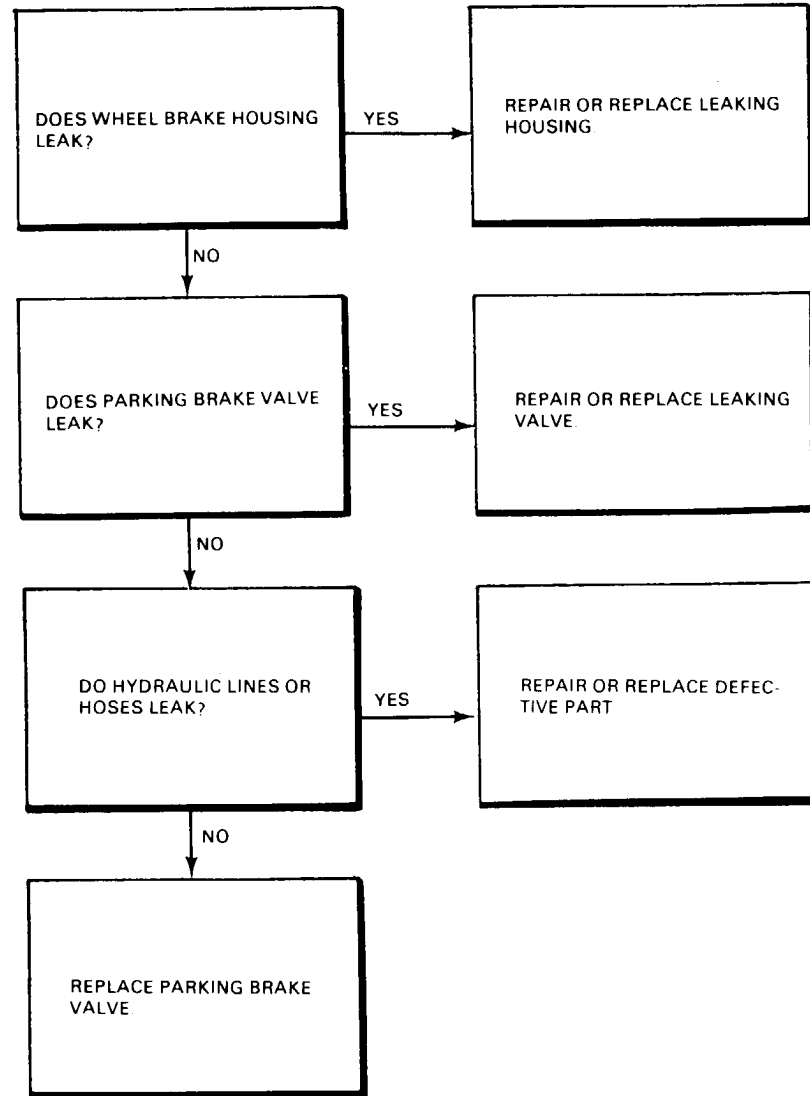 DOES WHEEL BRAKE HOUSING
LEAK?
YES
REPAIR OR REPLACE LEAKING
HOUSING.
NO
DOES PARKING BRAKE VALVE
LEAK?
YES
REPAIR OR REPLACE LEAKING
VALVE.
NO
DO HYDRAULIC LINES OR
HOSES LEAK?
YES
REPAIR OR REPLACE DEFEC-
TIVE PART
NO
REPLACE PARKING BRAKE
VALVE.